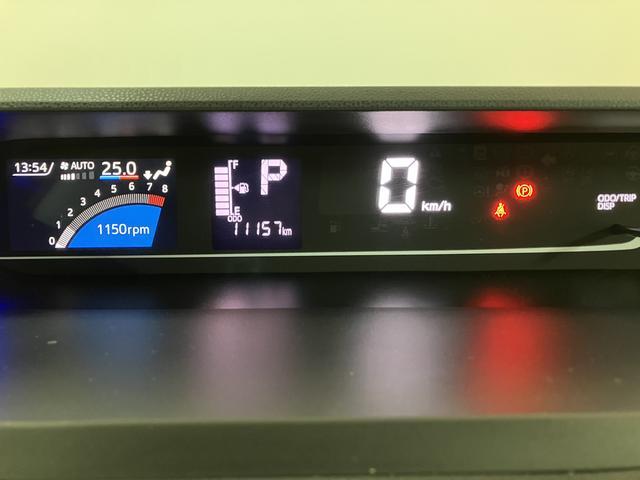 13:54/ AUTO 25.0
0 1 2 3 4 5 6 7 8
1150rpm
F
E
P
ODO
11157km
0 km/h
(P)
ODO/TRIP
DISP